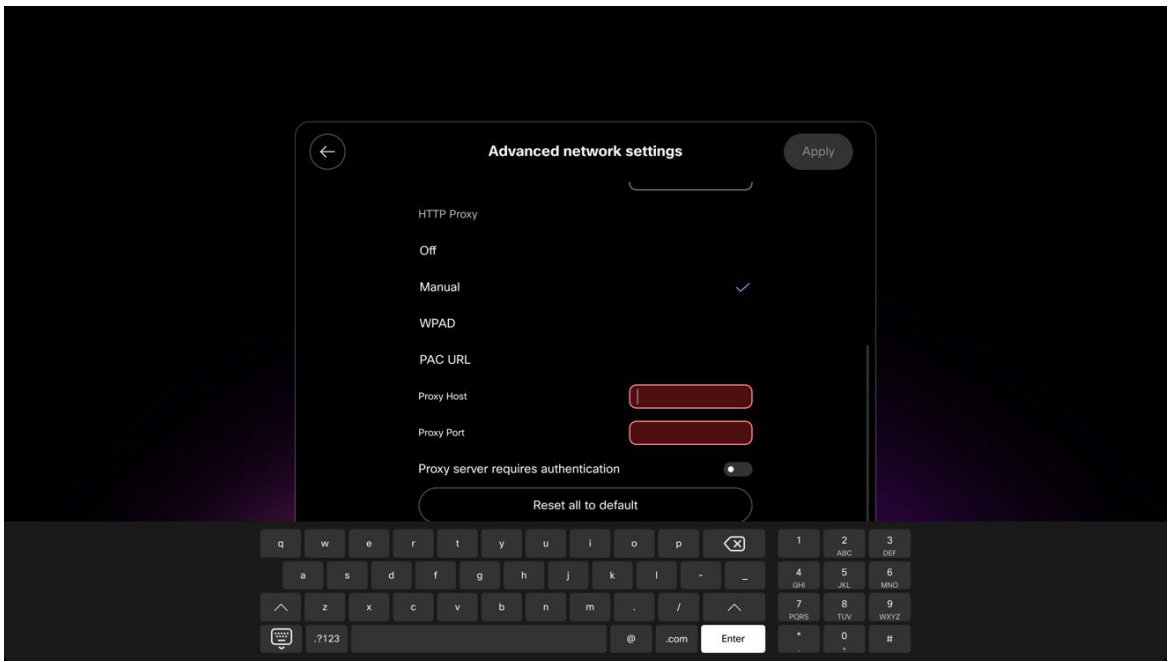 Advanced network settings
Apply
HTTP Proxy
Off
Manual
WPAD
PAC URL
Proxy Host
Proxy Port
Proxy server requires authentication
Reset all to default
q w e r t y u i o p 1 2 3
ABC DEF
a s d f g h j k l - _ 4 5 6
GHI JKL MNO
z x c v b n m . / 7 8 9
PQRS TUV WXYZ
.?123 @ .com Enter * 0 #
. +